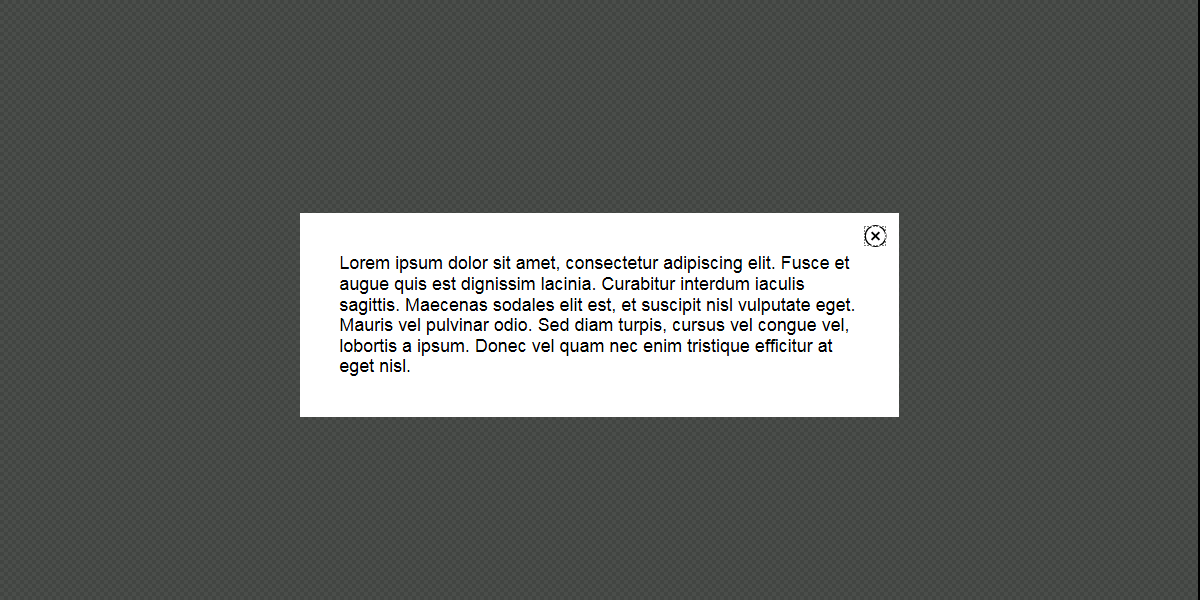 Lorem ipsum dolor sit amet, consectetur adipiscing elit. Fusce et
augue quis est dignissim lacinia. Curabitur interdum iaculis
sagittis. Maecenas sodales elit est, et suscipit nisl vulputate eget.
Mauris vel pulvinar odio. Sed diam turpis, cursus vel congue vel,
lobortis a ipsum. Donec vel quam nec enim tristique efficitur at
eget nisl.